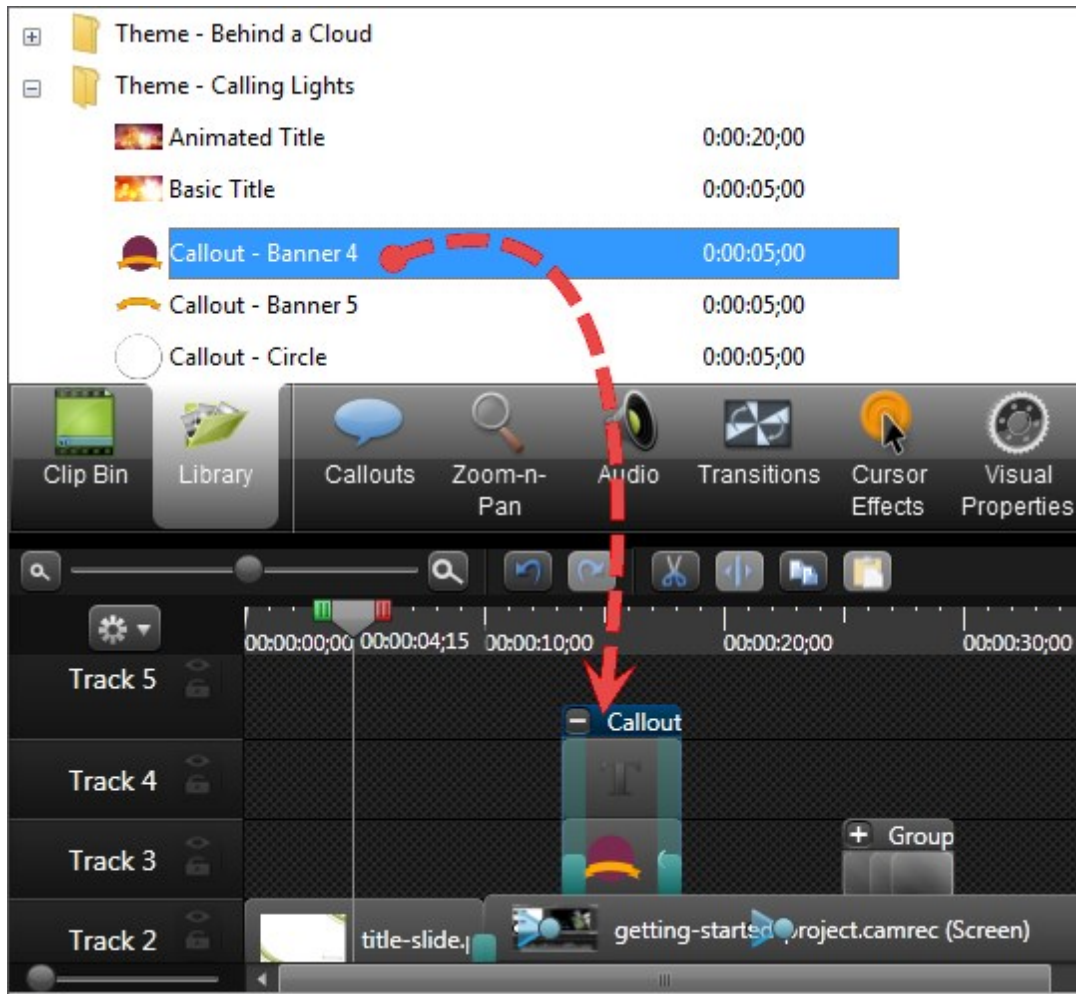 Theme - Behind a Cloud
Theme - Calling Lights
Animated Title 0:00:20;00
Basic Title 0:00:05;00
Callout - Banner 4 0:00:05;00
Callout - Banner 5 0:00:05;00
Callout - Circle 0:00:05;00
Clip Bin Library Callouts Zoom-n- Audio Transitions Cursor Visual
Pan Effects Properties
00:00:00;00 00:00:04;15 00:00:10;00 00:00:20;00 00:00:30;00
Track 5
Callout
Track 4 T
Track 3 Group
Track 2 title-slide.p getting-started-project.camrec (Screen)